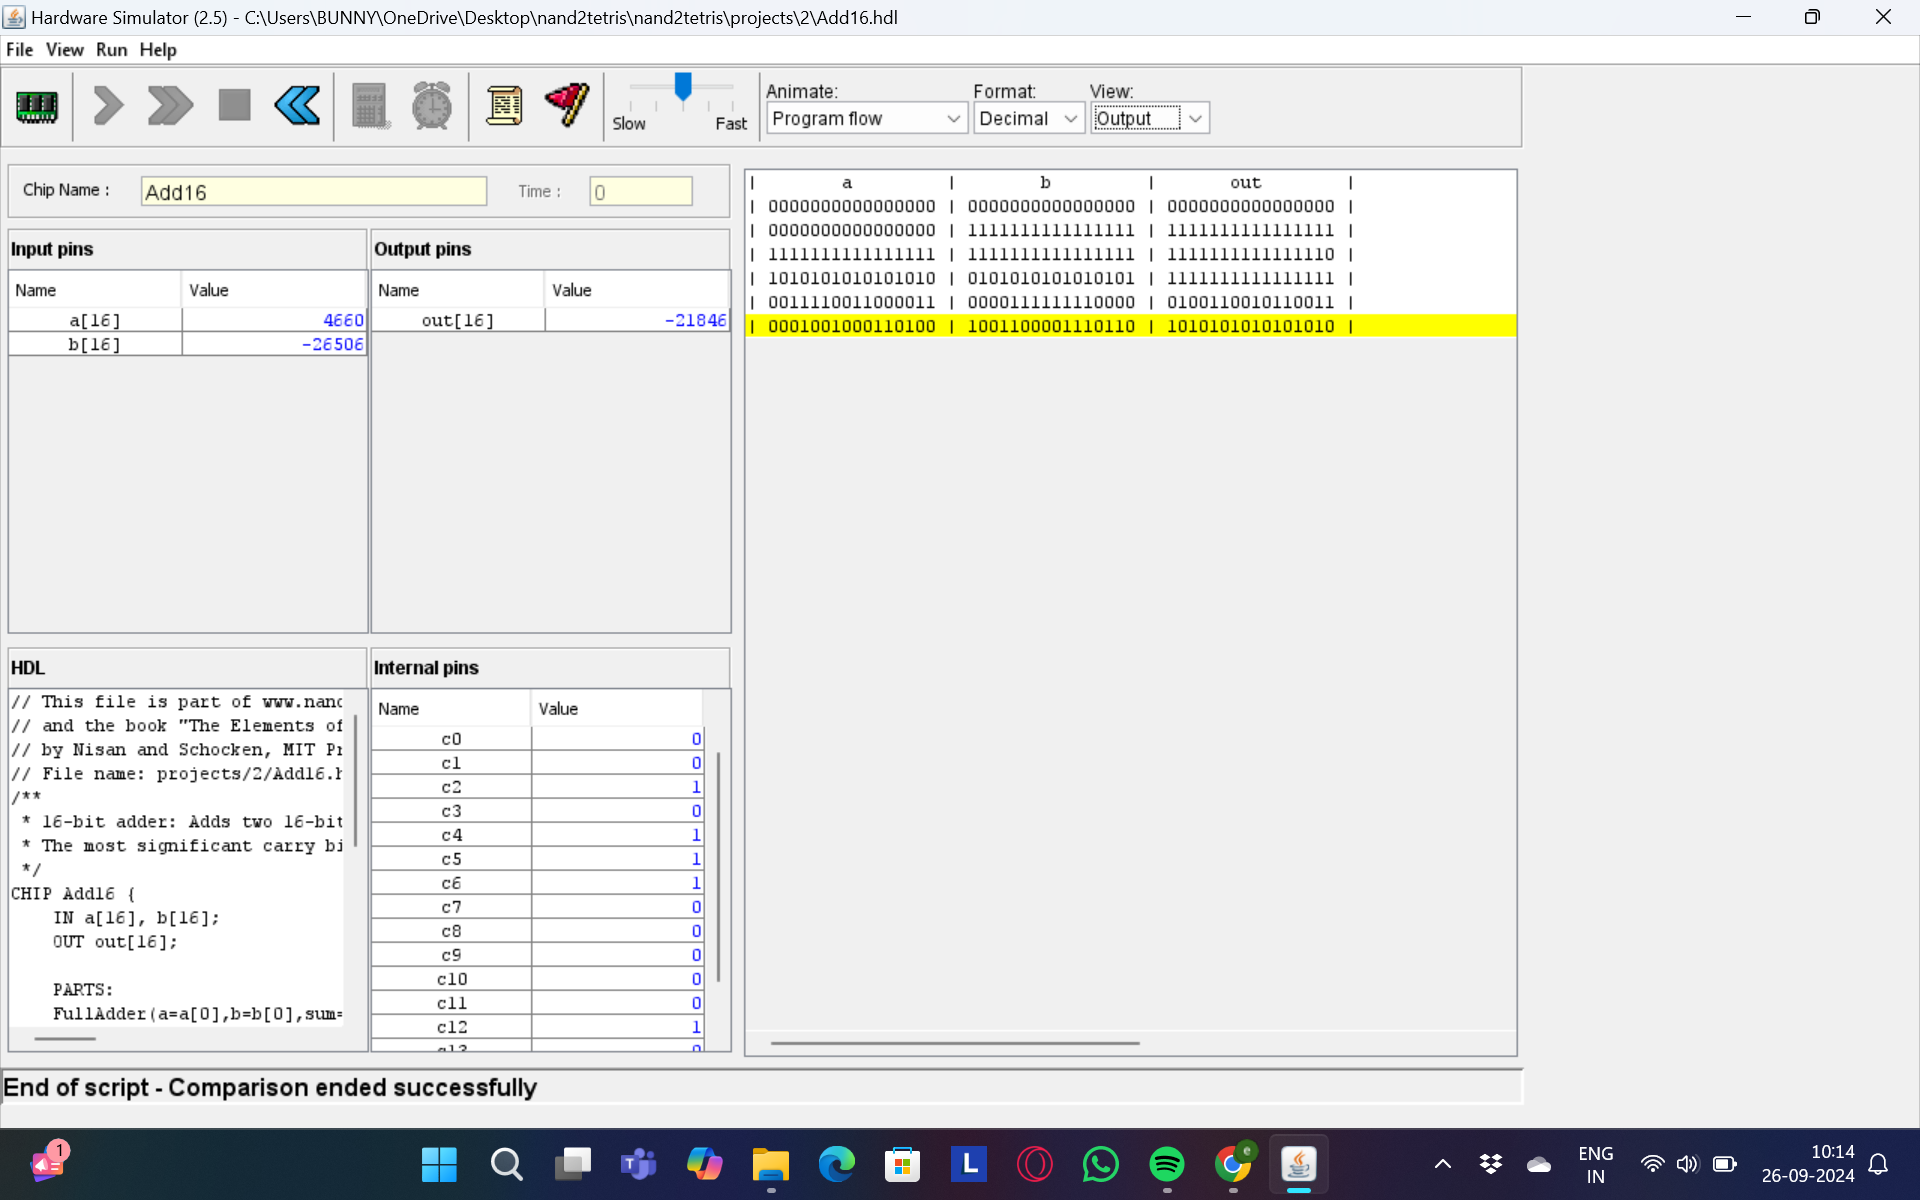 Hardware Simulator (2.5) - C:\Users\BUNNY\OneDrive\Desktop\nand2tetris\nand2tetris\projects\2\Add16.hdl
File View Run Help
Slow Fast
Animate: Format: View:
Program flow Decimal Output
Chip Name : Add16 Time : 0
Input pins
Name Value
a[16] 4660
b[16] -26506
Output pins
Name Value
out[16] -21846
| a | b | out |
| 0000000000000000 | 0000000000000000 | 0000000000000000 |
| 0000000000000000 | 1111111111111111 | 1111111111111111 |
| 1111111111111111 | 1111111111111111 | 1111111111111110 |
| 1010101010101010 | 0101010101010101 | 1111111111111111 |
| 0011110011000011 | 0000111111110000 | 0100110010110011 |
| 0001001000110100 | 1001100001110110 | 1010101010101010 |
HDL
// This file is part of www.nanc
// and the book "The Elements of
// by Nisan and Schocken, MIT Pr
// File name: projects/2/Add16.h
/**
* 16-bit adder: Adds two 16-bit
* The most significant carry bi
*/
CHIP Add16 {
IN a[16], b[16];
OUT out[16];
PARTS:
FullAdder(a=a[0],b=b[0],sum=
Internal pins
Name Value
c0 0
c1 0
c2 1
c3 0
c4 1
c5 1
c6 1
c7 0
c8 0
c9 0
c10 0
c11 0
c12 1
c13 0
End of script - Comparison ended successfully
1
L
e
ENG
IN
10:14
26-09-2024